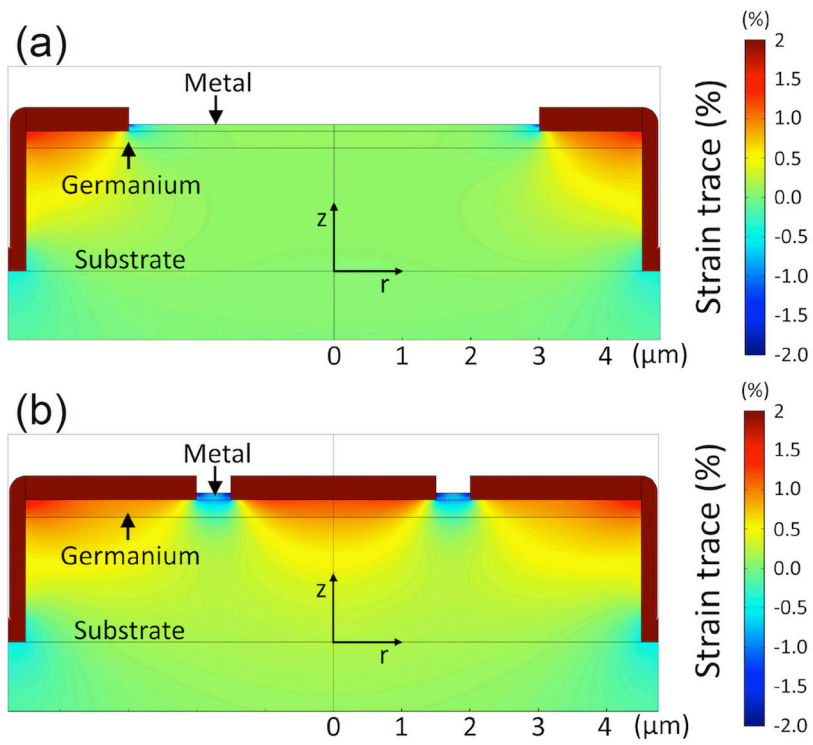 (a)
(%)
2
1.5
1.0
0.5
0.0
-0.5
-1.0
-1.5
-2.0
Strain trace (%)
Metal
Germanium
z
Substrate
r
0 1 2 3 4 (μm)
(b)
(%)
2
1.5
1.0
0.5
0.0
-0.5
-1.0
-1.5
-2.0
Strain trace (%)
Metal
Germanium
z
Substrate
r
0 1 2 3 4 (μm)